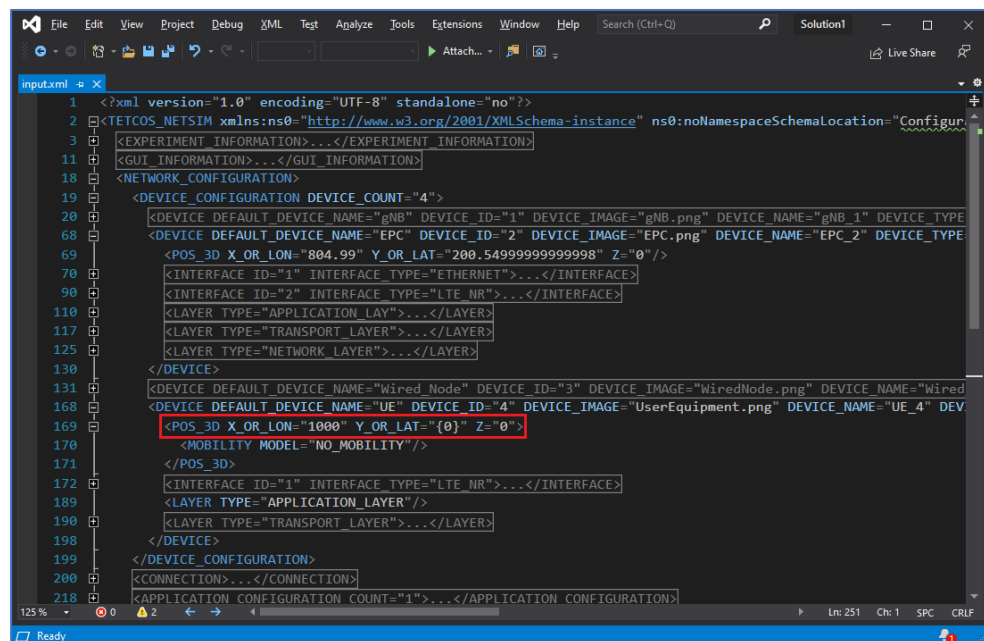 File Edit View Project Debug XML Test Analyze Tools Extensions Window Help Search (Ctrl+Q) Solution1
Attach... Live Share
input.xml
1 <?xml version="1.0" encoding="UTF-8" standalone="no"?>
2 <TETCOS_NETSIM xmlns:ns0="http://www.w3.org/2001/XMLSchema-instance" ns0:noNamespaceSchemaLocation="Configur
3 <EXPERIMENT_INFORMATION>...</EXPERIMENT_INFORMATION>
11 <GUI_INFORMATION>...</GUI_INFORMATION>
18 <NETWORK_CONFIGURATION>
19 <DEVICE_CONFIGURATION DEVICE_COUNT="4">
20 <DEVICE DEFAULT_DEVICE_NAME="gNB" DEVICE_ID="1" DEVICE_IMAGE="gNB.png" DEVICE_NAME="gNB_1" DEVICE_TYPE
68 <DEVICE DEFAULT_DEVICE_NAME="EPC" DEVICE_ID="2" DEVICE_IMAGE="EPC.png" DEVICE_NAME="EPC_2" DEVICE_TYPE=
69 <POS_3D X_OR_LON="804.99" Y_OR_LAT="200.54999999999998" Z="0"/>
70 <INTERFACE ID="1" INTERFACE_TYPE="ETHERNET">...</INTERFACE>
90 <INTERFACE ID="2" INTERFACE_TYPE="LTE_NR">...</INTERFACE>
110 <LAYER TYPE="APPLICATION_LAY">...</LAYER>
117 <LAYER TYPE="TRANSPORT_LAYER">...</LAYER>
125 <LAYER TYPE="NETWORK_LAYER">...</LAYER>
130 </DEVICE>
131 <DEVICE DEFAULT_DEVICE_NAME="Wired_Node" DEVICE_ID="3" DEVICE_IMAGE="WiredNode.png" DEVICE_NAME="Wired
168 <DEVICE DEFAULT_DEVICE_NAME="UE" DEVICE_ID="4" DEVICE_IMAGE="UserEquipment.png" DEVICE_NAME="UE_4" DEV
169 <POS_3D X_OR_LON="1000" Y_OR_LAT="{0}" Z="0">
170 <MOBILITY MODEL="NO_MOBILITY"/>
171 </POS_3D>
172 <INTERFACE ID="1" INTERFACE_TYPE="LTE_NR">...</INTERFACE>
189 <LAYER TYPE="APPLICATION_LAYER"/>
190 <LAYER TYPE="TRANSPORT_LAYER">...</LAYER>
198 </DEVICE>
199 </DEVICE_CONFIGURATION>
200 <CONNECTION>...</CONNECTION>
218 <APPLICATION_CONFIGURATION COUNT="1">...</APPLICATION_CONFIGURATION>
125 % 0 2 Ln: 251 Ch: 1 SPC CRLF
Ready 1